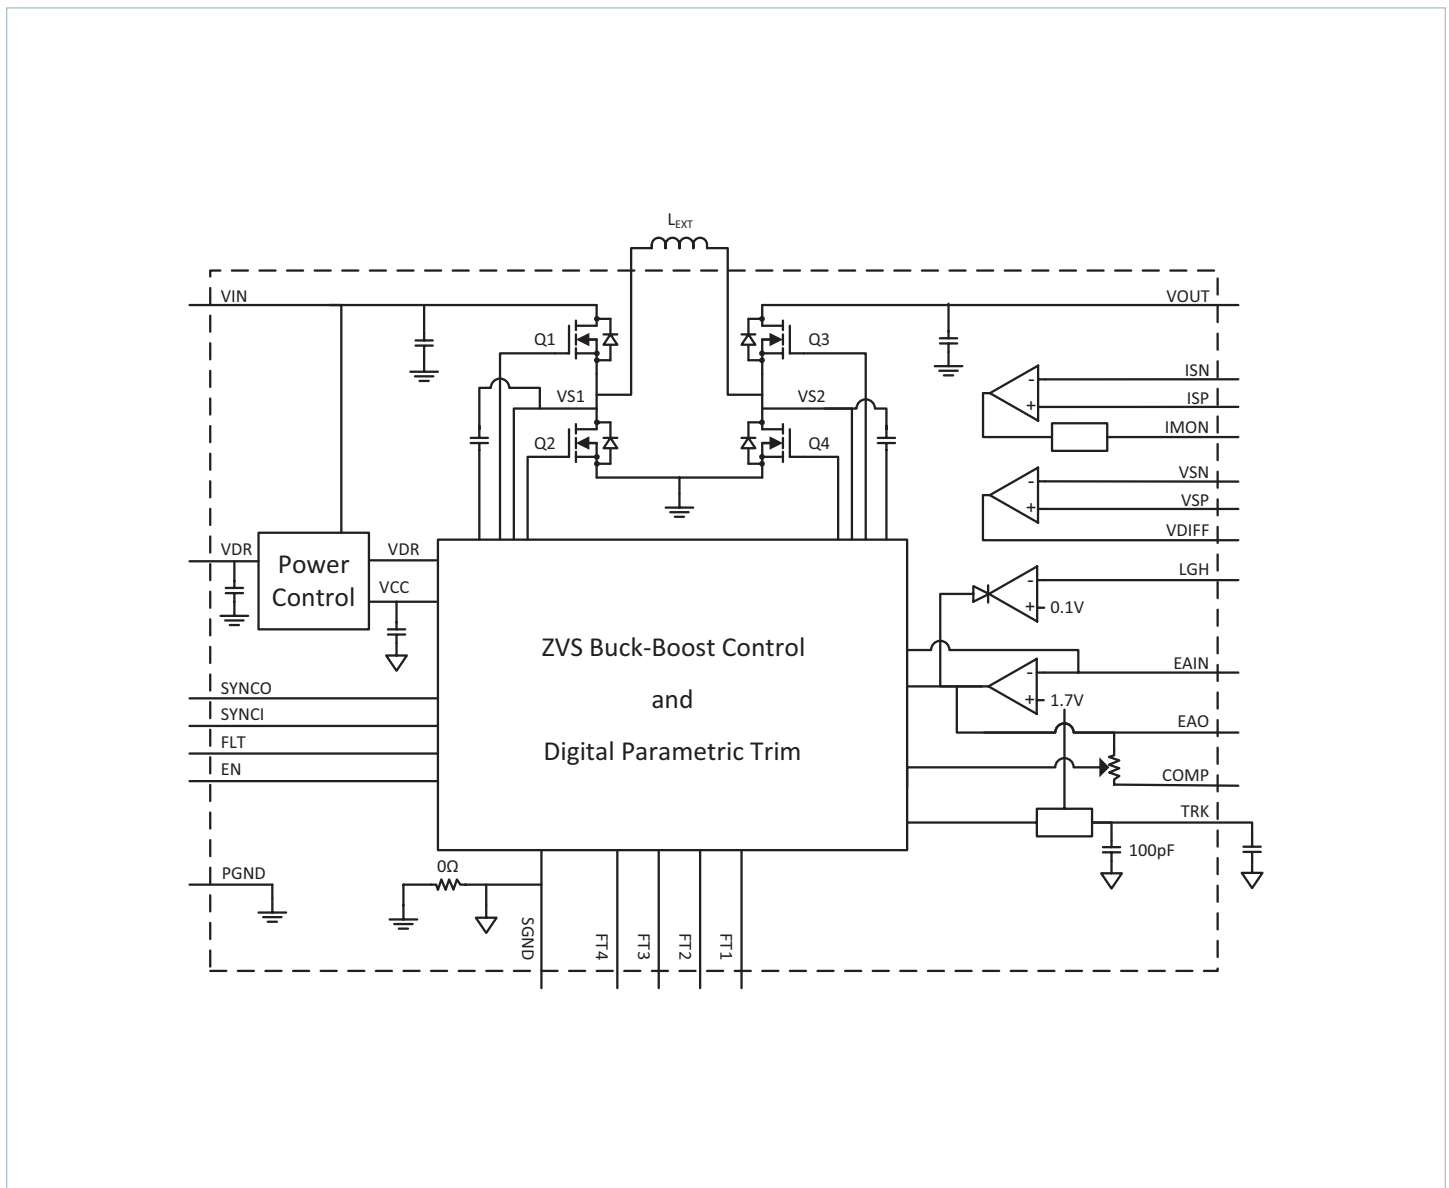 LEXT
VIN
VOUT
Q1
Q3
ISN
-
ISP
+
VS1
VS2
IMON
Q2
Q4
VSN
-
VSP
+
VDIFF
VDR
VDR
Power
Control
VCC
LGH
-
+ 0.1V
ZVS Buck-Boost Control
and
Digital Parametric Trim
EAIN
-
+ 1.7V
SYNCO
SYNCI
EAO
FLT
EN
COMP
TRK
100pF
PGND
0Ω
SGND
FT4
FT3
FT2
FT1